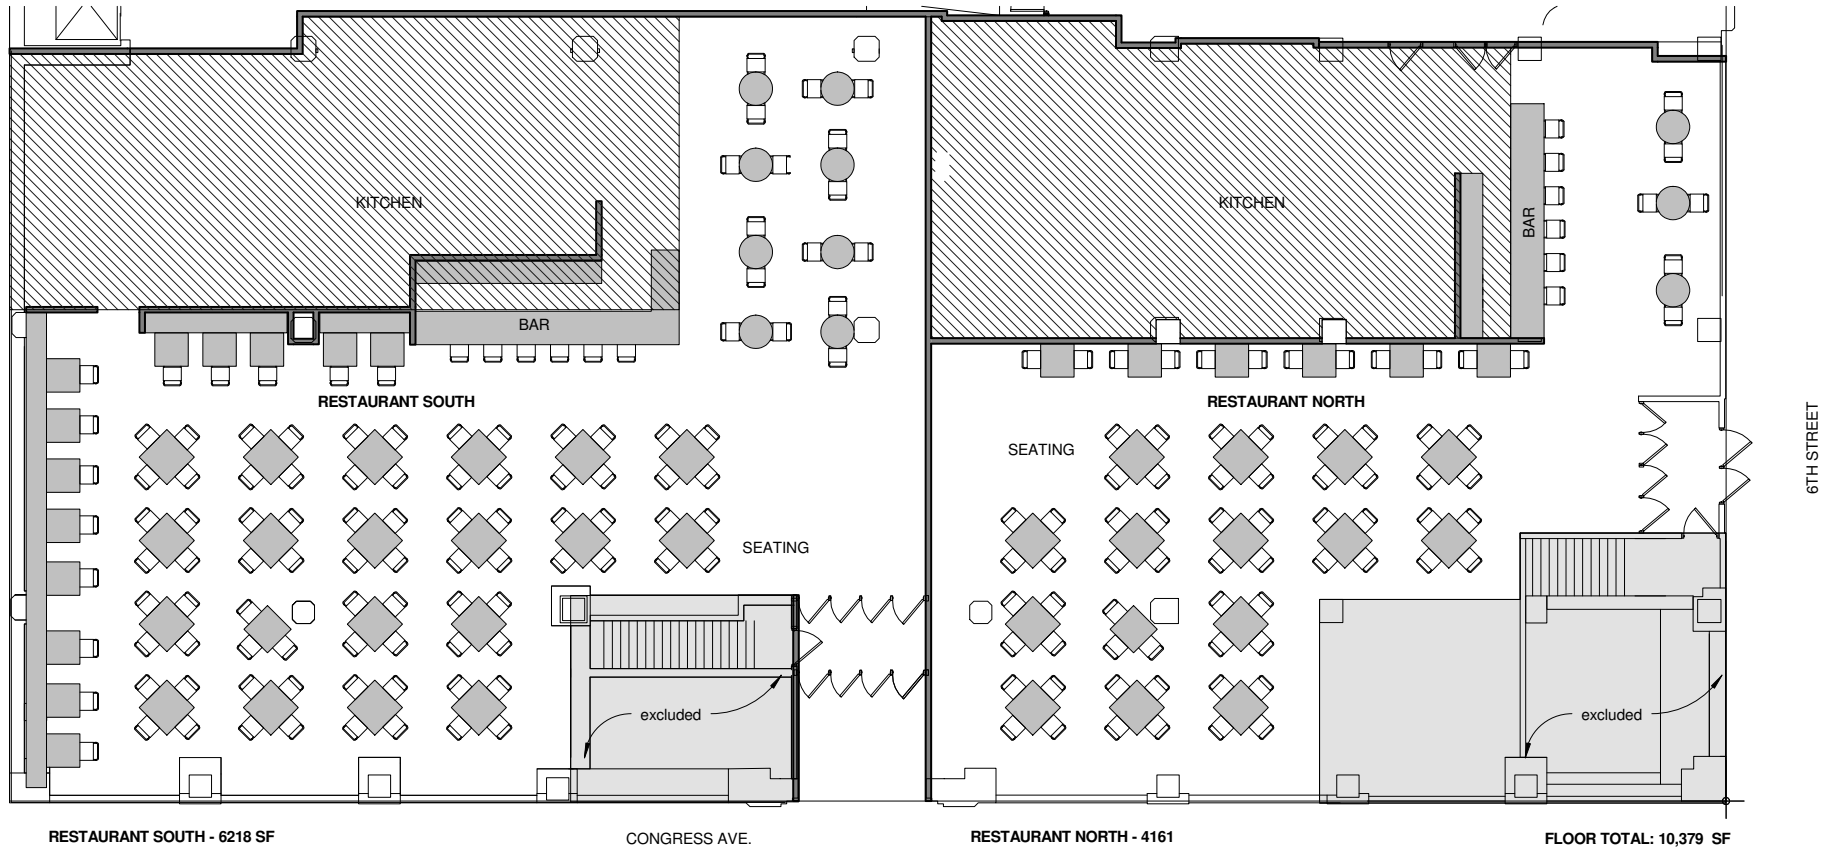 KITCHEN
KITCHEN
BAR
BAR
RESTAURANT SOUTH
RESTAURANT NORTH
SEATING
SEATING
6TH STREET
excluded
excluded
RESTAURANT SOUTH - 6218 SF
CONGRESS AVE.
RESTAURANT NORTH - 4161
FLOOR TOTAL: 10,379 SF